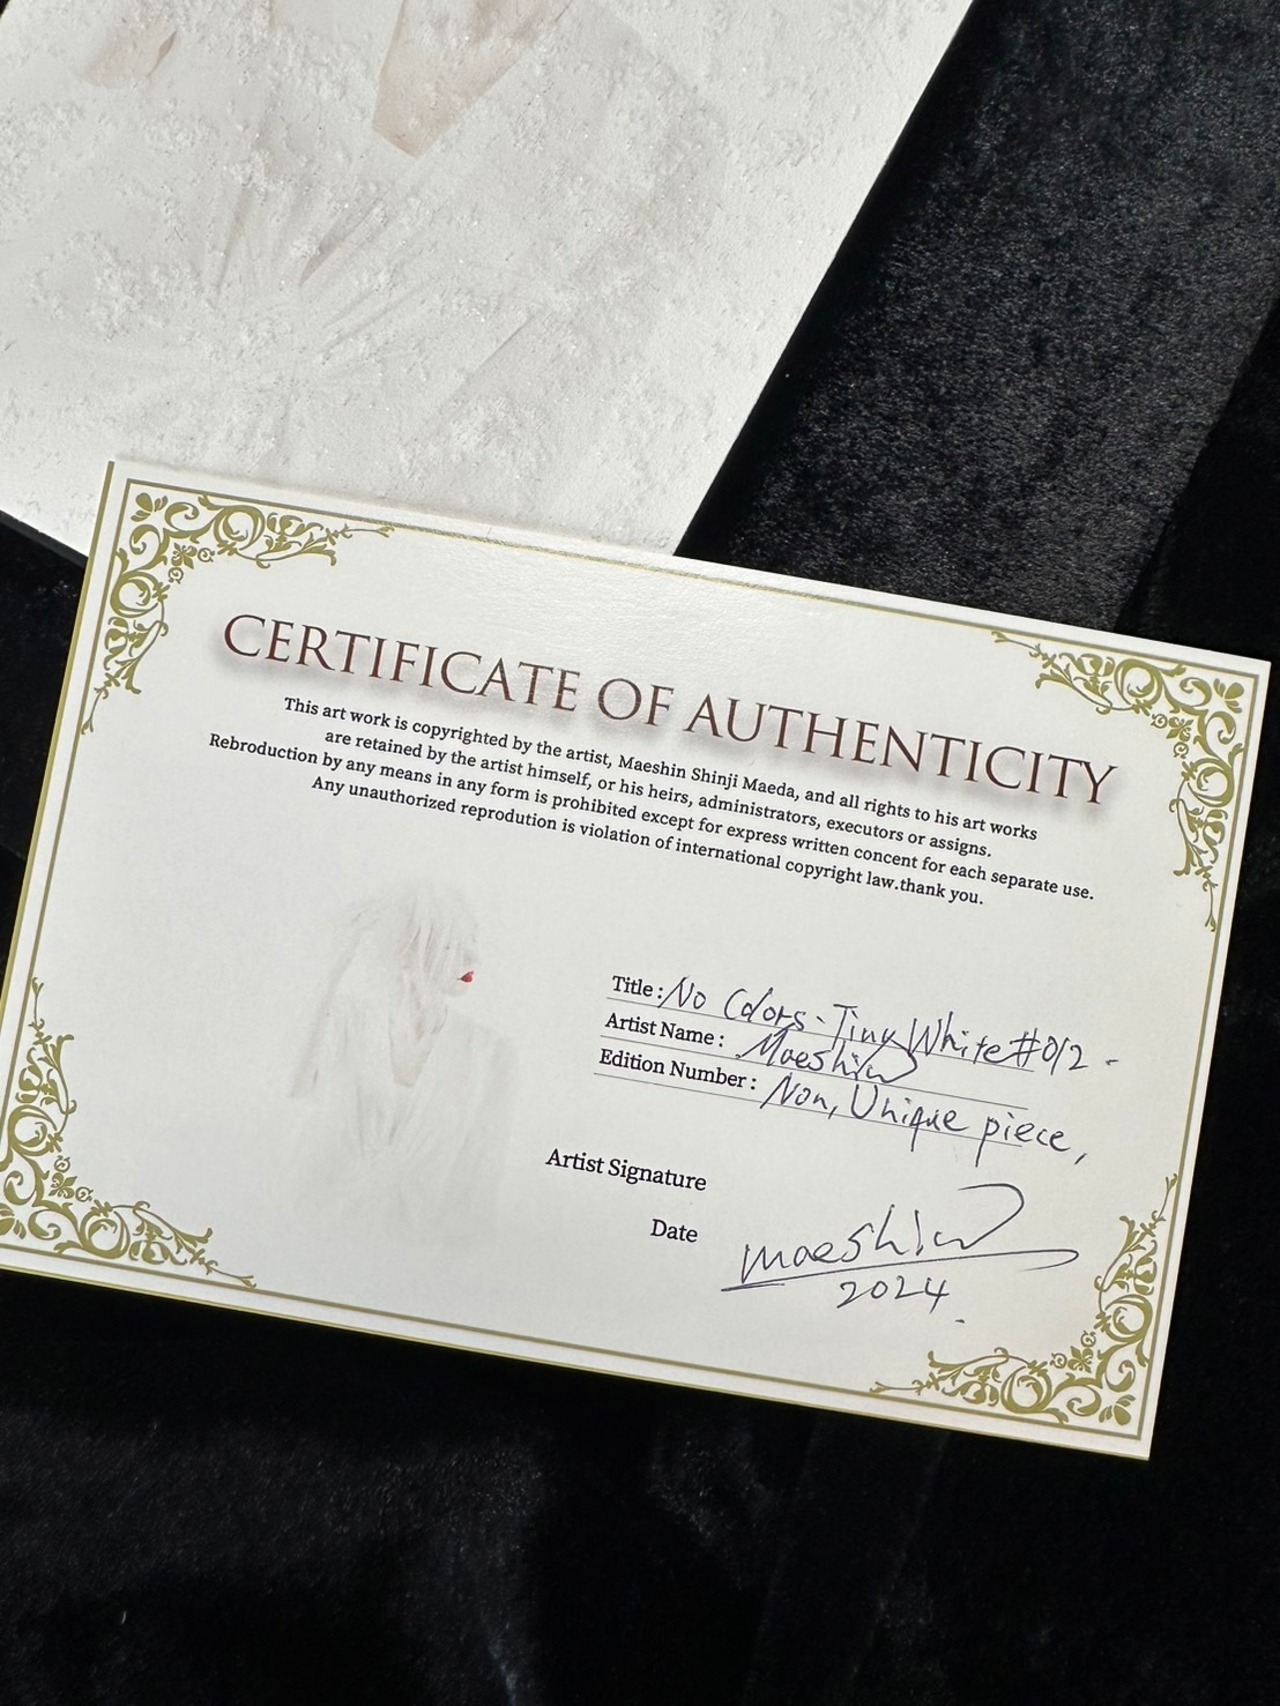 CERTIFICATE OF AUTHENTICITY
This art work is copyrighted by the artist, Maeshin Shinji Maeda, and all rights to his art works
are retained by the artist himself, or his heirs, administrators, executors or assigns.
Rebroduction by any means in any form is prohibited except for express written concent for each separate use.
Any unauthorized reprodution is violation of international copyright law.thank you.
Title : No Colors - Tiny White #012 -
Artist Name : Maeshin
Edition Number : Non, Unique piece,
Artist Signature
Date
maeshin
2024.